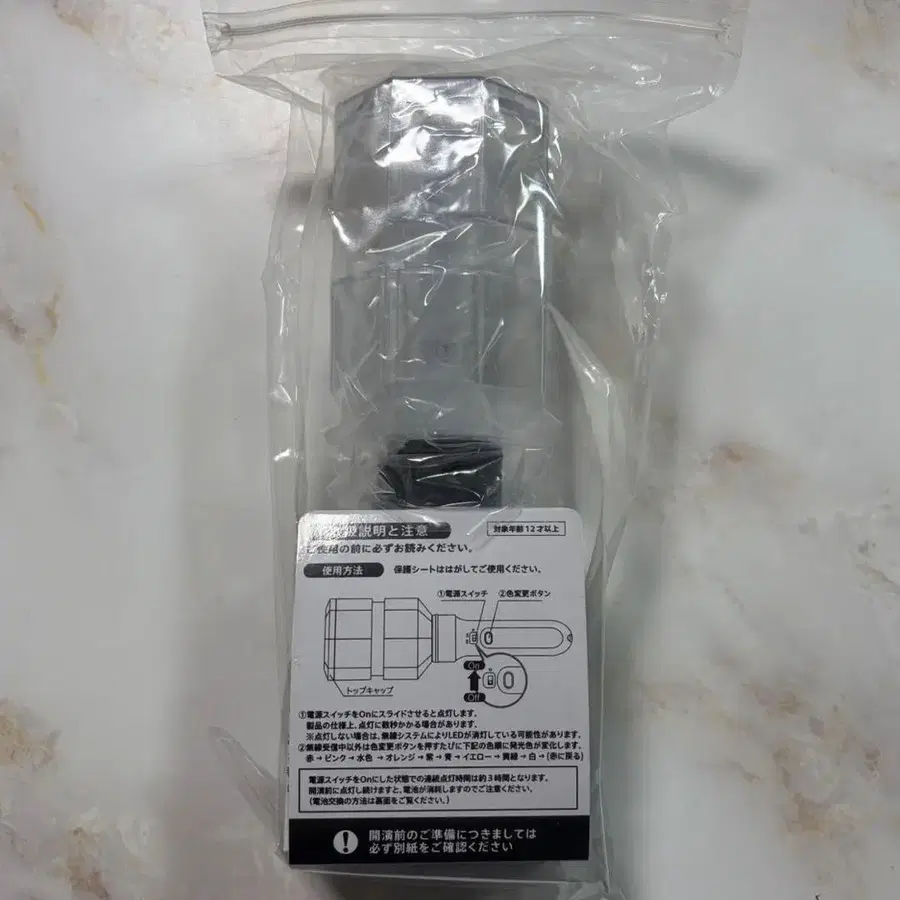 扱説明と注意
対象年齢12才以上
ご使用の前に必ずお読みください。
使用方法
保護シートははがしてご使用ください。
①電源スイッチ ②色変更ボタン
On
Off
トップキャップ
①電源スイッチをOnにスライドさせると点灯します。
製品の仕様上、点灯に数秒かかる場合があります。
※点灯しない場合は、無線システムによりLEDが消灯している可能性があります。
②無線受信中以外は色変更ボタンを押すたびに下記の色順に発光色が変化します。
赤→ピンク→水色→オレンジ→紫→青→イエロー→黄緑→白→(赤に戻る)
電源スイッチをOnにした状態での連続点灯時間は約3時間となります。
開演前に点灯し続けますと、電池が消耗しますのでご注意ください。
(電池交換の方法は裏面をご覧ください。)
開演前のご準備につきましては
必ず別紙をご確認ください